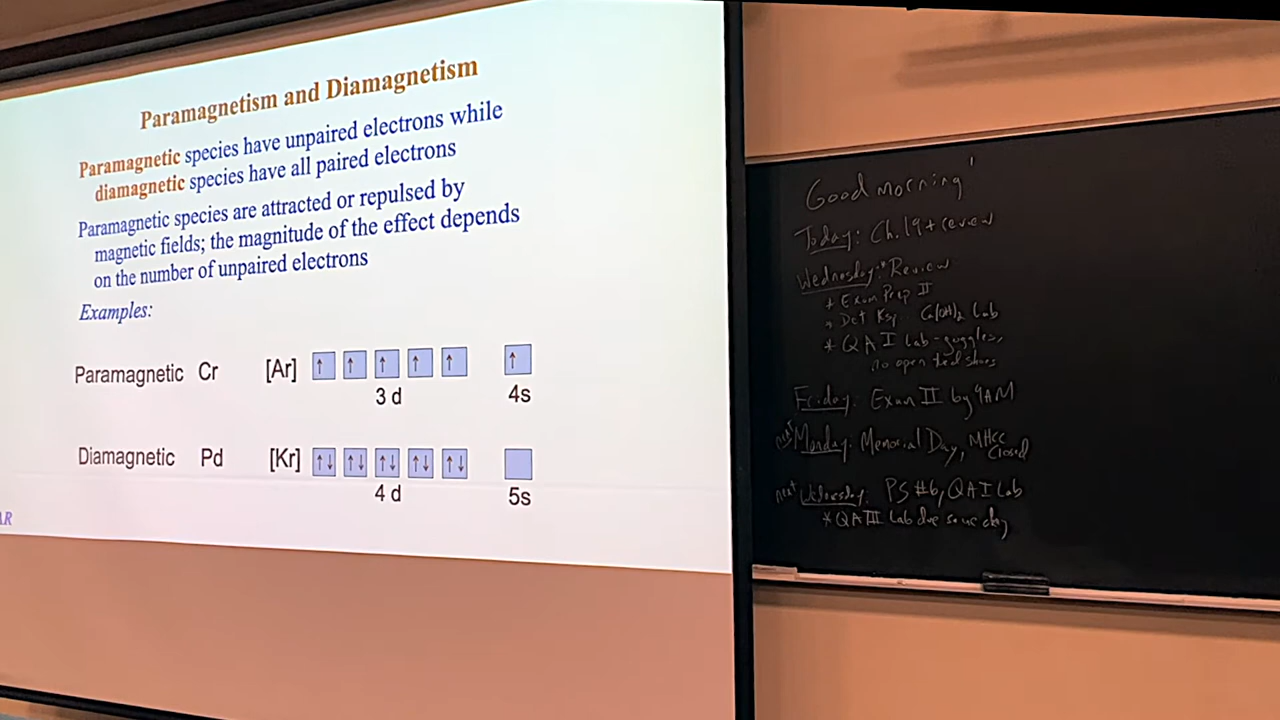 Paramagnetism and Diamagnetism
Paramagnetic species have unpaired electrons while
diamagnetic species have all paired electrons
Paramagnetic species are attracted or repulsed by
magnetic fields; the magnitude of the effect depends
on the number of unpaired electrons
Examples:
Paramagnetic Cr [Ar] ↑ ↑ ↑ ↑ ↑ ↑
3 d 4s
Diamagnetic Pd [Kr] ↑↓ ↑↓ ↑↓ ↑↓ ↑↓
4 d 5s
AR
Good morning!
Today: Ch.19 + review
Wednesday: Review
* Exam Prep II
* Det Ksp Ca(OH)₂ Lab
* QA I Lab - goggles,
no open toed shoes
Friday: Exam II by 9AM
next Monday: Memorial Day, MHCC
Closed
next Wednesday: PS #6, QA I Lab
* QA III Lab due same day